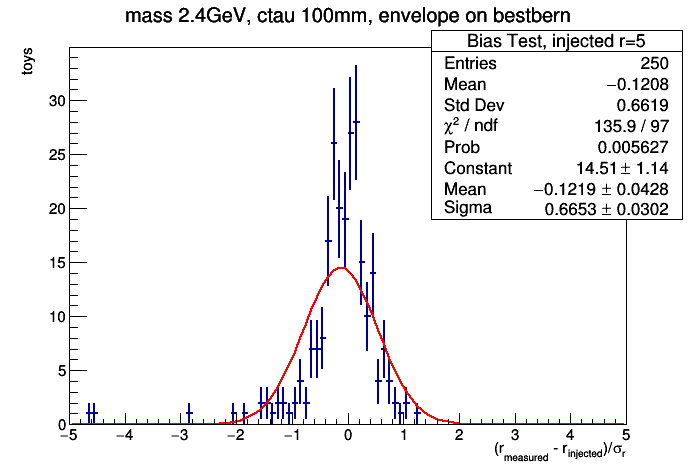 mass 2.4GeV, ctau 100mm, envelope on bestbern
toys
Bias Test, injected r=5
Entries 250
Mean −0.1208
Std Dev 0.6619
χ² / ndf 135.9 / 97
Prob 0.005627
Constant 14.51 ± 1.14
Mean −0.1219 ± 0.0428
Sigma 0.6653 ± 0.0302
30
25
20
15
10
5
0
−5 −4 −3 −2 −1 0 1 2 3 4 5
(r_measured - r_injected)/σ_r